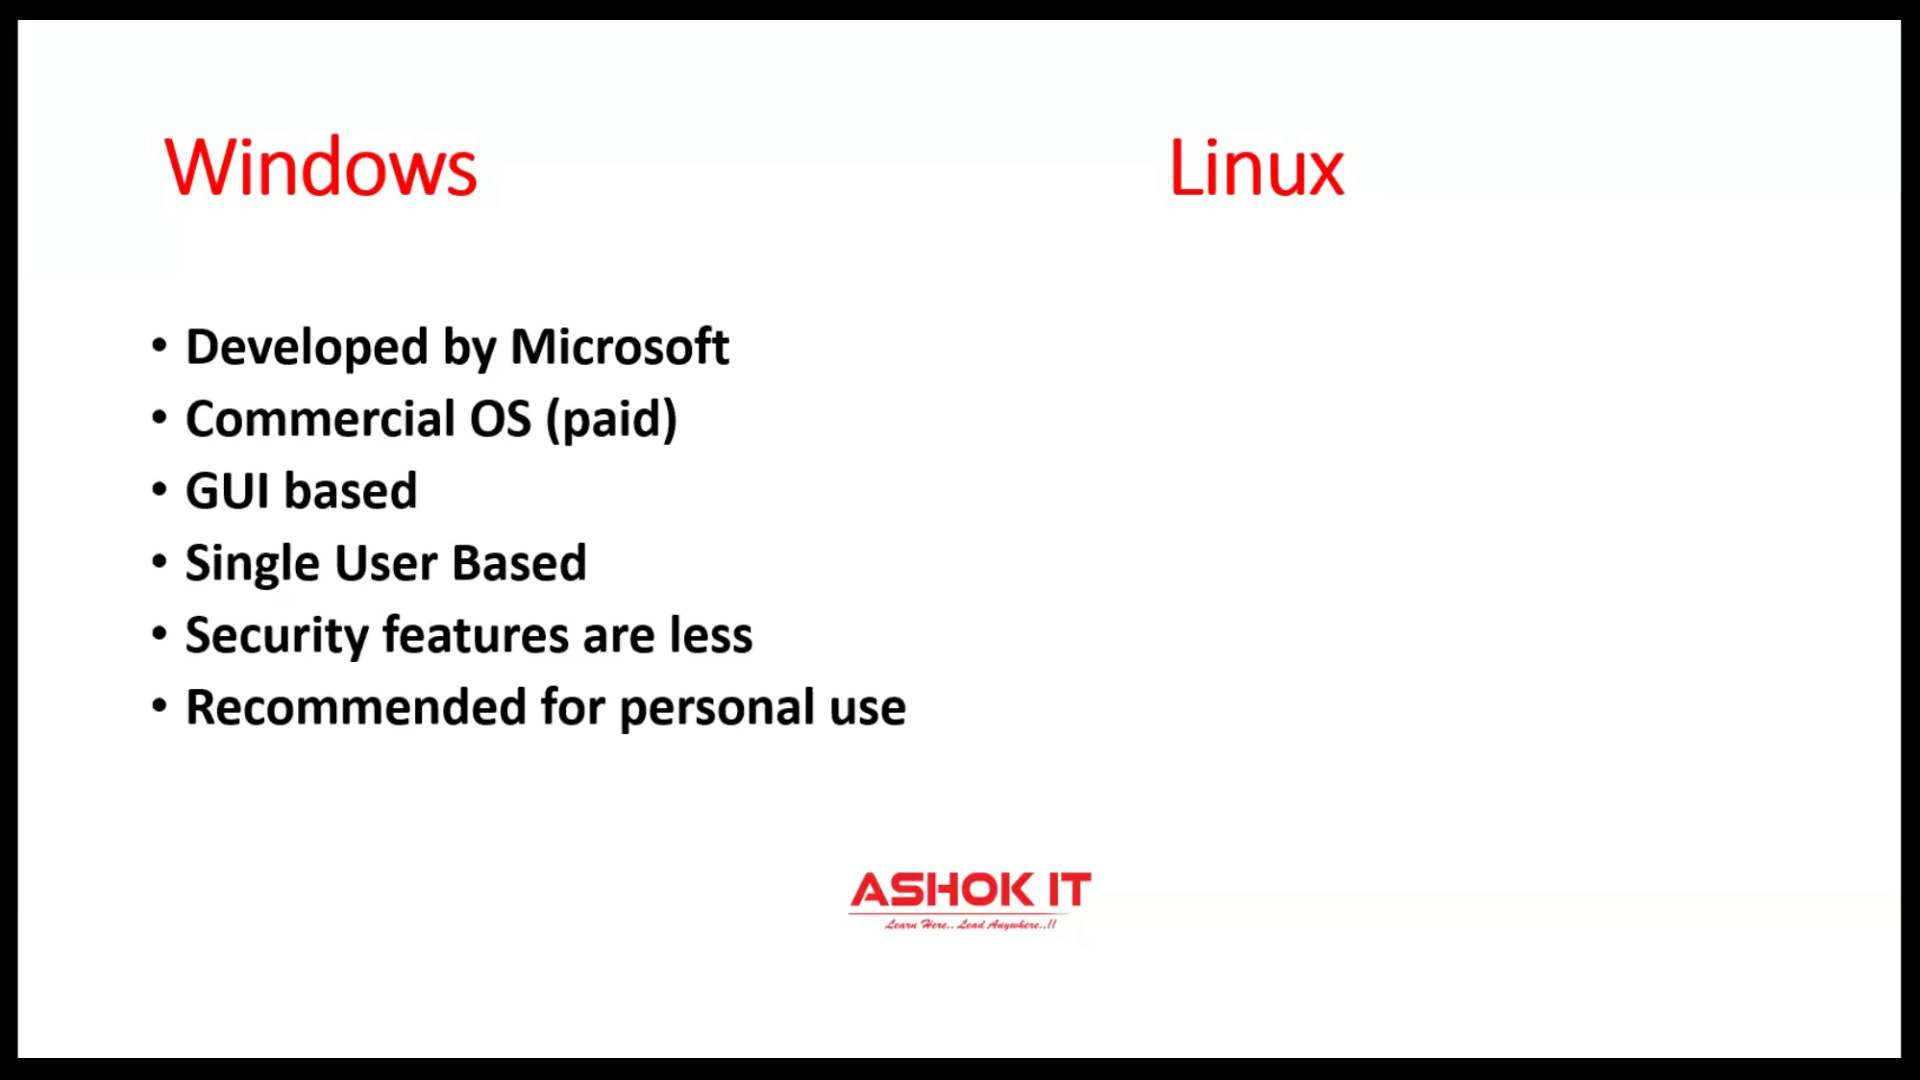 Windows
Linux
• Developed by Microsoft
• Commercial OS (paid)
• GUI based
• Single User Based
• Security features are less
• Recommended for personal use
ASHOK IT
Learn Here.. Lead Anywhere..!!